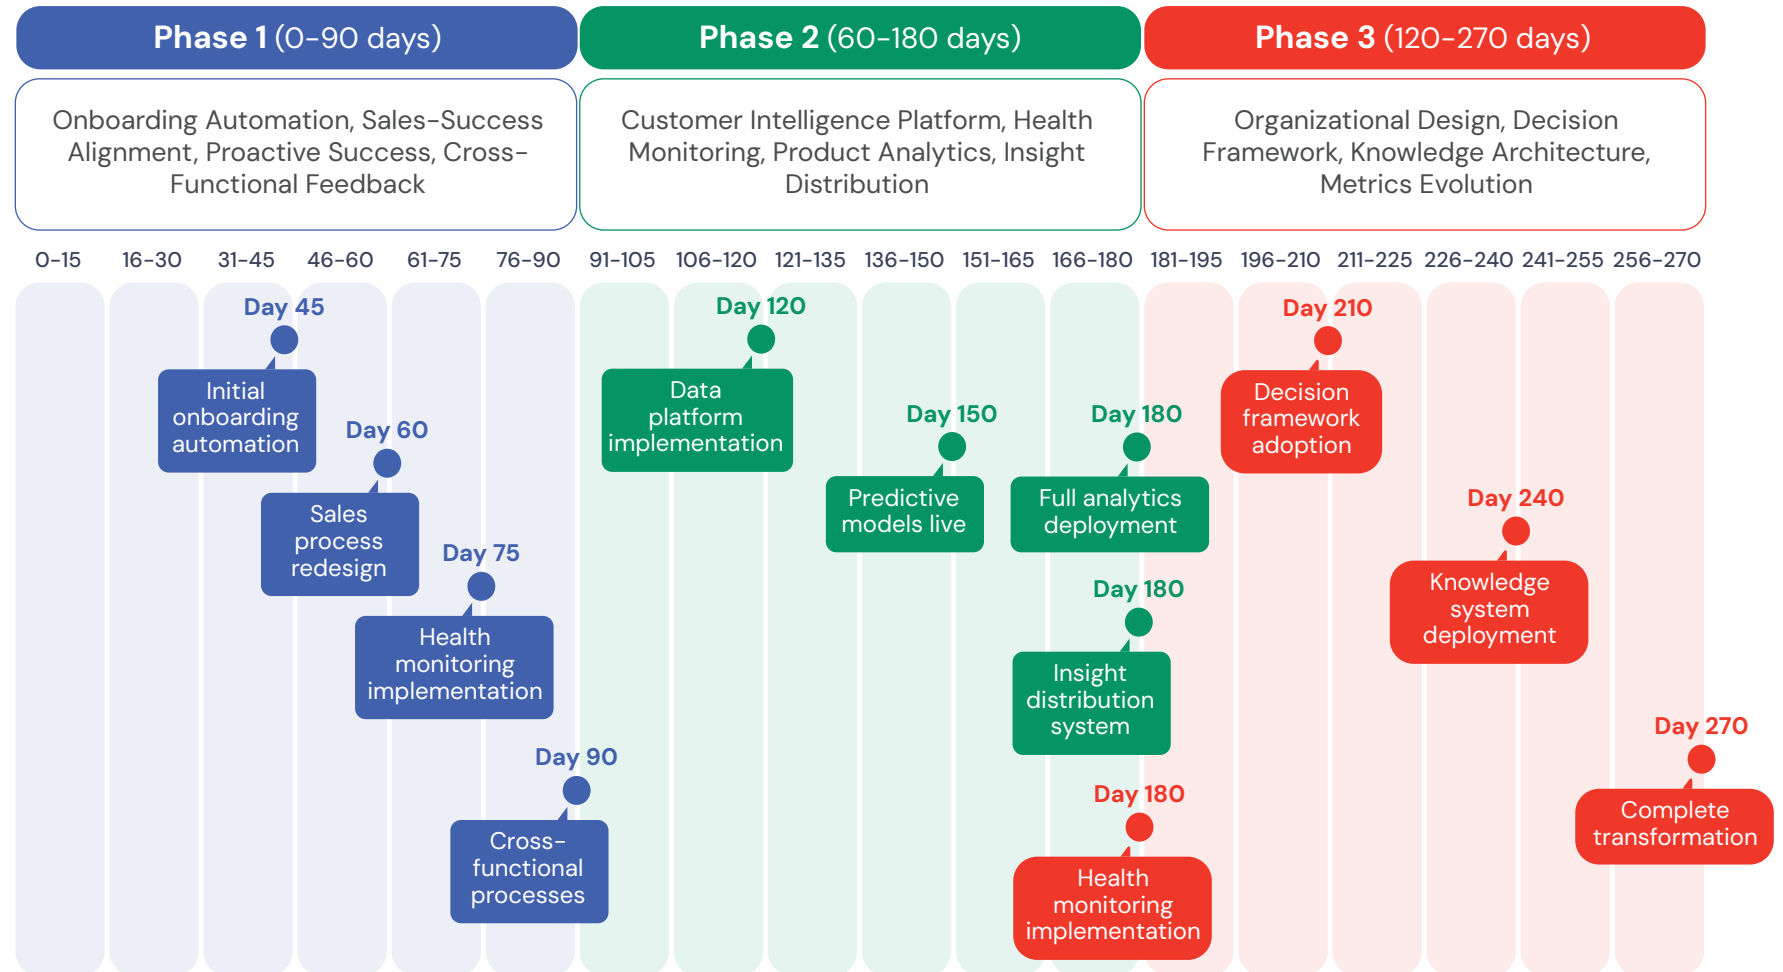 Phase 1 (0-90 days)
Phase 2 (60-180 days)
Phase 3 (120-270 days)
Onboarding Automation, Sales-Success
Alignment, Proactive Success, Cross-
Functional Feedback
Customer Intelligence Platform, Health
Monitoring, Product Analytics, Insight
Distribution
Organizational Design, Decision
Framework, Knowledge Architecture,
Metrics Evolution
0-15 16-30 31-45 46-60 61-75 76-90 91-105 106-120 121-135 136-150 151-165 166-180 181-195 196-210 211-225 226-240 241-255 256-270
Day 45
Initial
onboarding
automation
Day 60
Sales
process
redesign
Day 75
Health
monitoring
implementation
Day 90
Cross-
functional
processes
Day 120
Data
platform
implementation
Day 150
Predictive
models live
Day 180
Full analytics
deployment
Day 180
Insight
distribution
system
Day 180
Health
monitoring
implementation
Day 210
Decision
framework
adoption
Day 240
Knowledge
system
deployment
Day 270
Complete
transformation